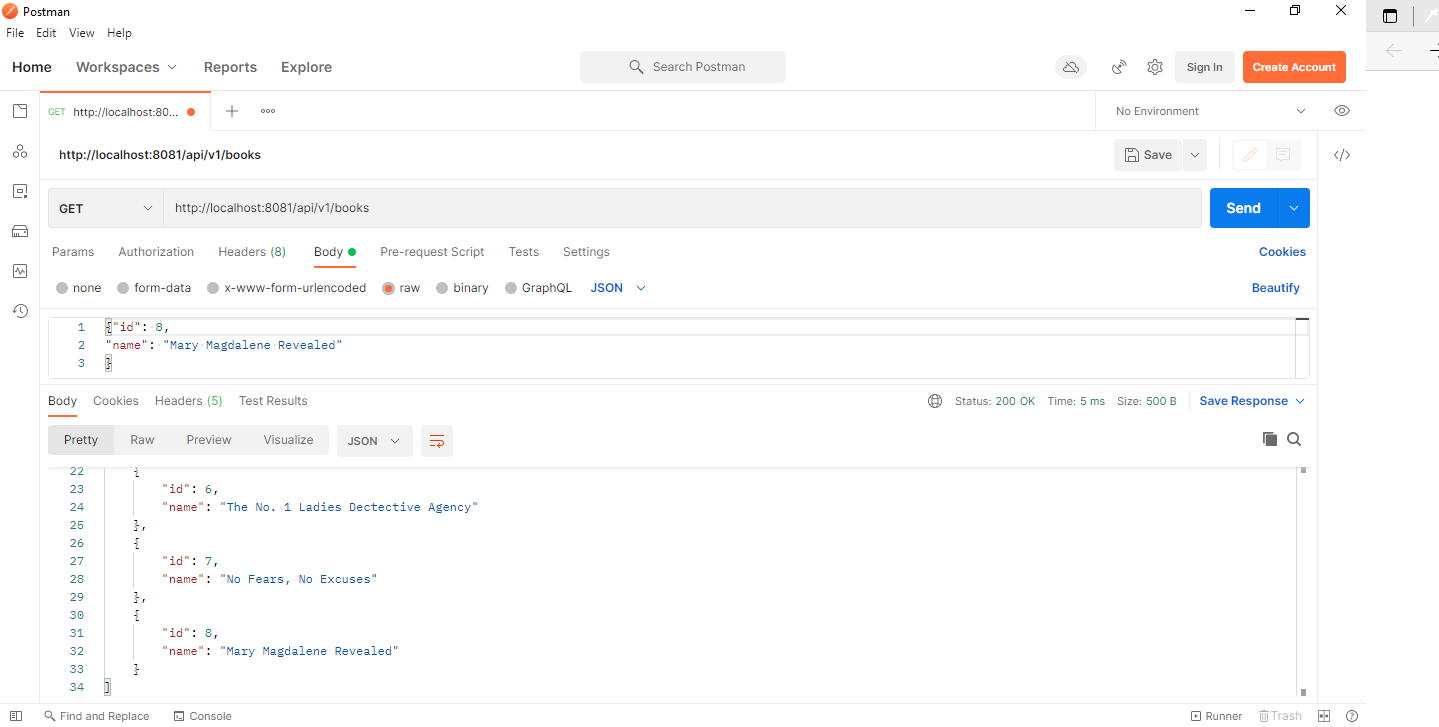 Postman
File Edit View Help
Home Workspaces Reports Explore Search Postman Sign In Create Account
GET http://localhost:80... No Environment
http://localhost:8081/api/v1/books Save
GET http://localhost:8081/api/v1/books Send
Params Authorization Headers (8) Body Pre-request Script Tests Settings Cookies
none form-data x-www-form-urlencoded raw binary GraphQL JSON Beautify
1 {"id": 8,
2 "name": "Mary Magdalene Revealed"
3 }
Body Cookies Headers (5) Test Results Status: 200 OK Time: 5 ms Size: 500 B Save Response
Pretty Raw Preview Visualize JSON
22 {
23 "id": 6,
24 "name": "The No. 1 Ladies Dectective Agency"
25 },
26 {
27 "id": 7,
28 "name": "No Fears, No Excuses"
29 },
30 {
31 "id": 8,
32 "name": "Mary Magdalene Revealed"
33 }
34 ]
Find and Replace Console Runner Trash